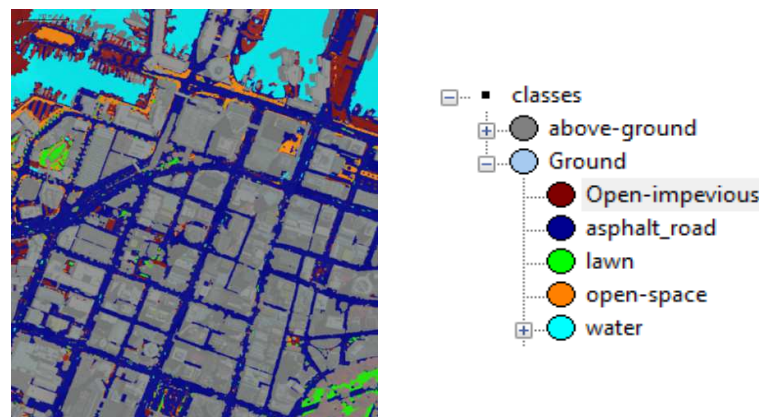 classes
above-ground
Ground
Open-impevious
asphalt_road
lawn
open-space
water